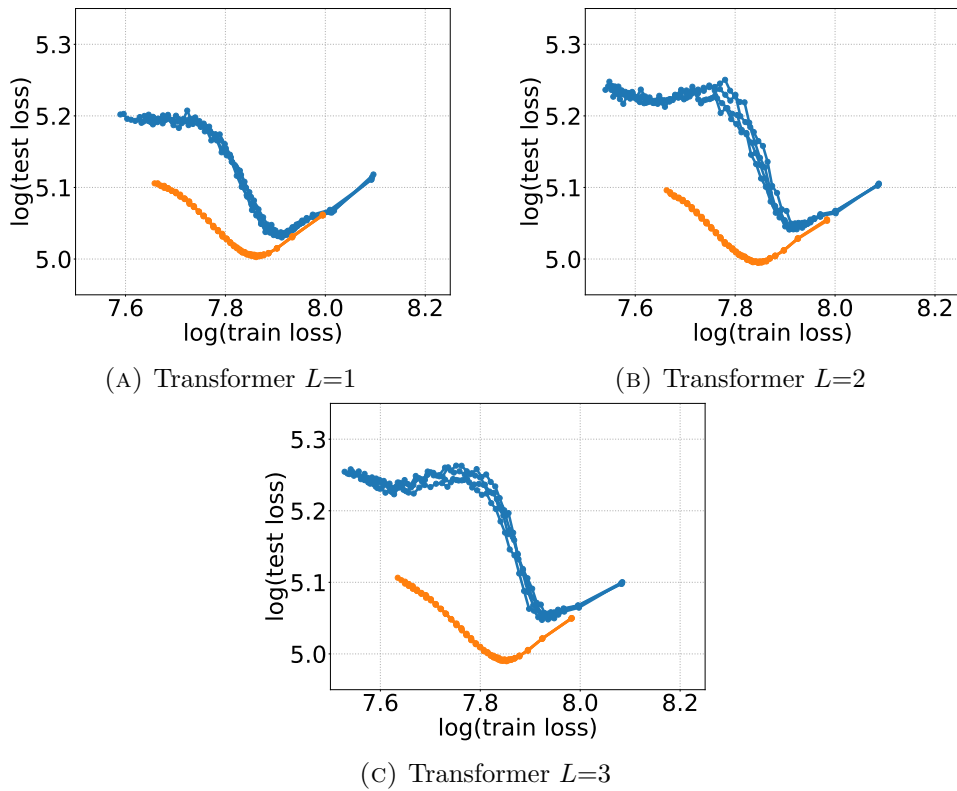 5.3
5.2
5.1
5.0
log(test loss)
7.6 7.8 8.0 8.2
log(train loss)
(A) Transformer L=1
5.3
5.2
5.1
5.0
log(test loss)
7.6 7.8 8.0 8.2
log(train loss)
(B) Transformer L=2
5.3
5.2
5.1
5.0
log(test loss)
7.6 7.8 8.0 8.2
log(train loss)
(C) Transformer L=3